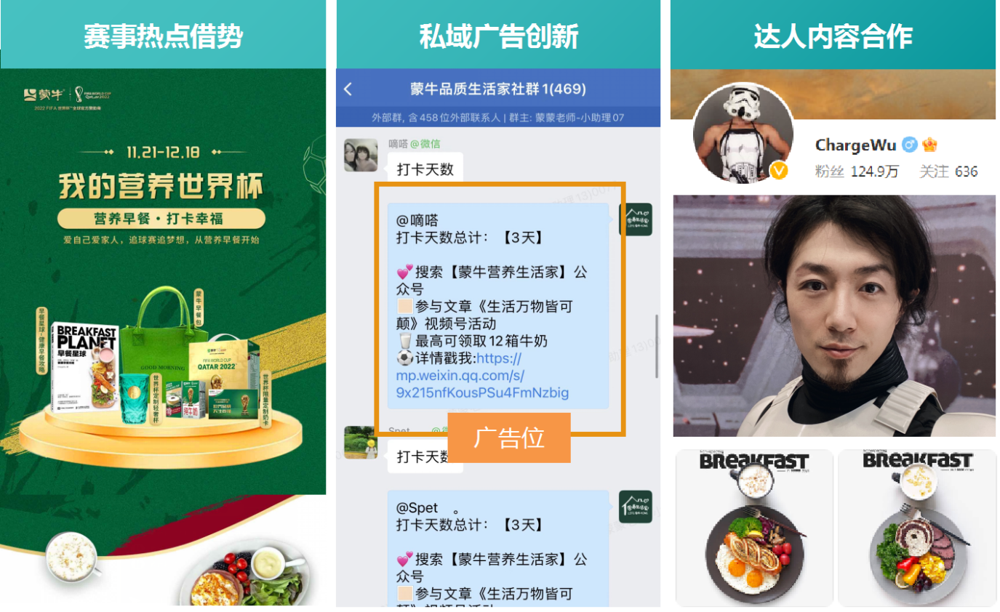 赛事热点借势
蒙牛
FIFA WORLD CUP
Qatar2022
2022 FIFA 世界杯™全球官方赞助商
11.21-12.18
我的营养世界杯
营养早餐·打卡幸福
爱自己爱家人，追球赛追梦想，从营养早餐开始
蒙牛早餐包
早餐星球-健康早餐攻略
BREAKFAST
PLANET
早餐星球
GOOD MORNING
FIFA WORLD CUP
QATAR 2022
世界杯定制轻奢杯
世界杯限量定制奶卡
纯牛奶
私域广告创新
蒙牛品质生活家社群1(469)
外部群, 含458位外部联系人 | 群主: 蒙蒙老师-小助理07
嘀嗒@微信
打卡天数
@嘀嗒
打卡天数总计：【3天】
💕搜索【蒙牛营养生活家】公
众号
参与文章《生活万物皆可
颠》视频号活动
🥛最高可领取12箱牛奶
⚽详情戳我:https://
mp.weixin.qq.com/s/
9x215nfKousPSu4FmNzbig
广告位
打卡天数
@Spet 。
打卡天数总计：【3天】
💕搜索【蒙牛营养生活家】公
众号
参与文章《生活万物皆可
达人内容合作
ChargeWu
粉丝 124.9万 关注 636
BREAKFAST
BREAKFAST